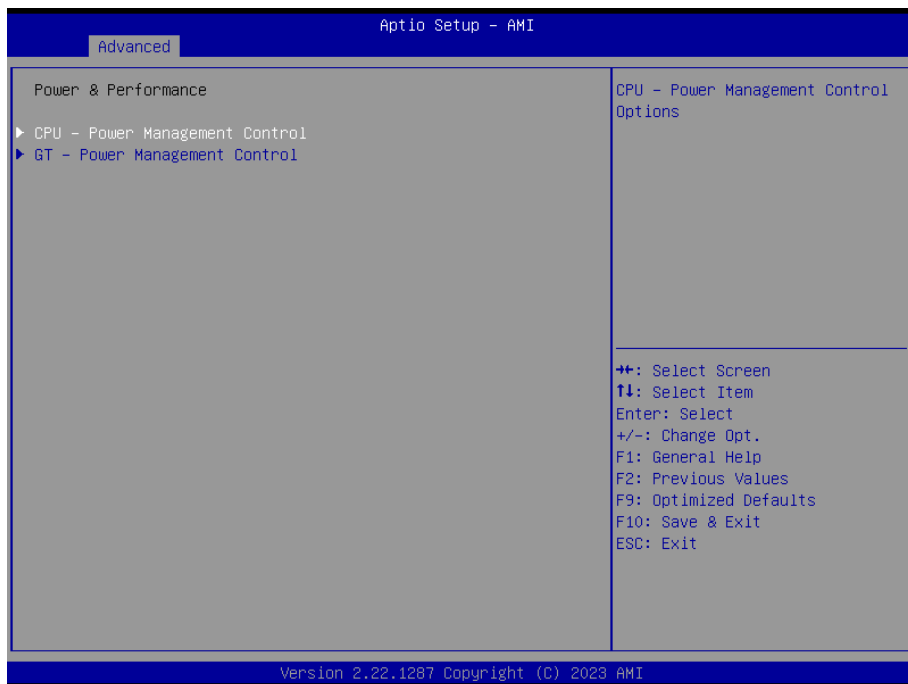 Aptio Setup – AMI
Advanced
Power & Performance
CPU – Power Management Control
GT – Power Management Control
CPU – Power Management Control
Options
→←: Select Screen
↑↓: Select Item
Enter: Select
+/-: Change Opt.
F1: General Help
F2: Previous Values
F9: Optimized Defaults
F10: Save & Exit
ESC: Exit
Version 2.22.1287 Copyright (C) 2023 AMI